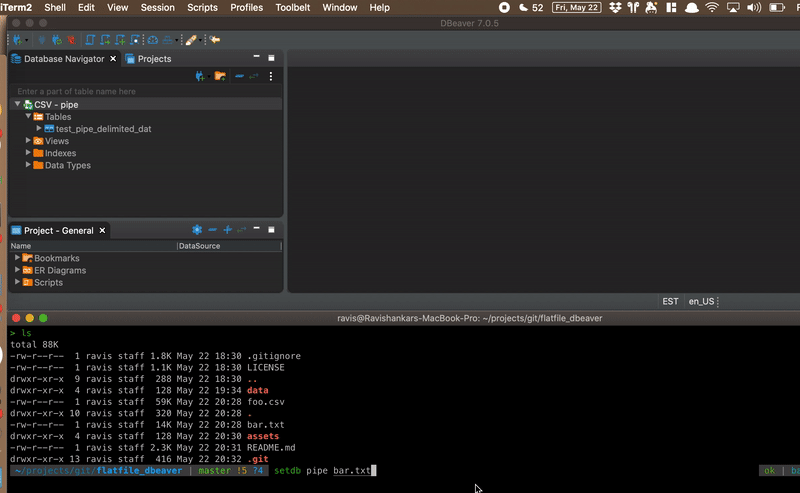 iTerm2 Shell Edit View Session Scripts Profiles Toolbelt Window Help 52 Fri, May 22
DBeaver 7.0.5
Database Navigator Projects
Enter a part of table name here
CSV - pipe
Tables
test_pipe_delimited_dat
Views
Indexes
Data Types
Project - General
Name DataSource
Bookmarks
ER Diagrams
Scripts
EST en_US
ravis@Ravishankars-MacBook-Pro: ~/projects/git/flatfile_dbeaver
> ls
total 88K
-rw-r--r-- 1 ravis staff 1.8K May 22 18:30 .gitignore
-rw-r--r-- 1 ravis staff 1.1K May 22 18:30 LICENSE
drwxr-xr-x 9 ravis staff 288 May 22 18:30 ..
drwxr-xr-x 4 ravis staff 128 May 22 19:34 data
-rw-r--r-- 1 ravis staff 59K May 22 20:28 foo.csv
drwxr-xr-x 10 ravis staff 320 May 22 20:28 .
-rw-r--r-- 1 ravis staff 14K May 22 20:28 bar.txt
drwxr-xr-x 4 ravis staff 128 May 22 20:30 assets
-rw-r--r-- 1 ravis staff 2.3K May 22 20:31 README.md
drwxr-xr-x 13 ravis staff 416 May 22 20:32 .git
~/projects/git/flatfile_dbeaver | master !5 ?4 setdb pipe bar.txt ok | ba